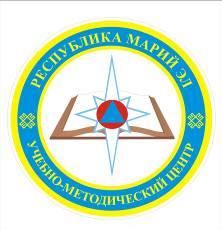 РЕСПУБЛИКА МАРИЙ ЭЛ
УЧЕБНО-МЕТОДИЧЕСКИЙ ЦЕНТР